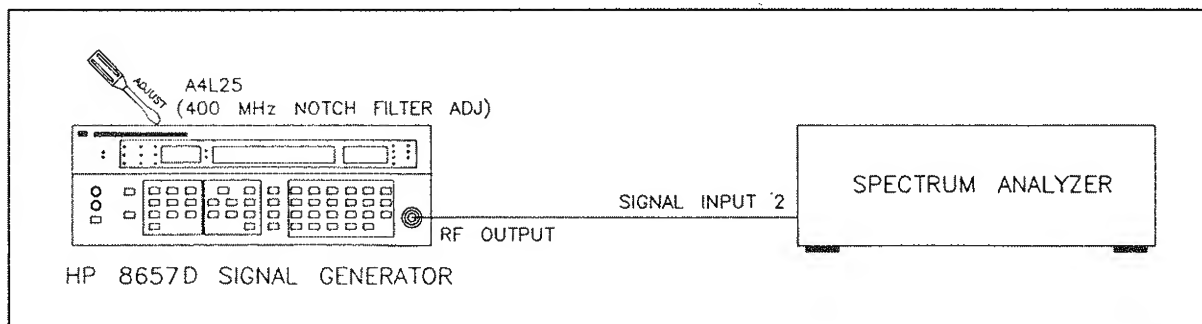 ADJUST
A4L25
(400 MHz NOTCH FILTER ADJ)
SPECTRUM ANALYZER
SIGNAL INPUT 2
RF OUTPUT
HP 8657D SIGNAL GENERATOR